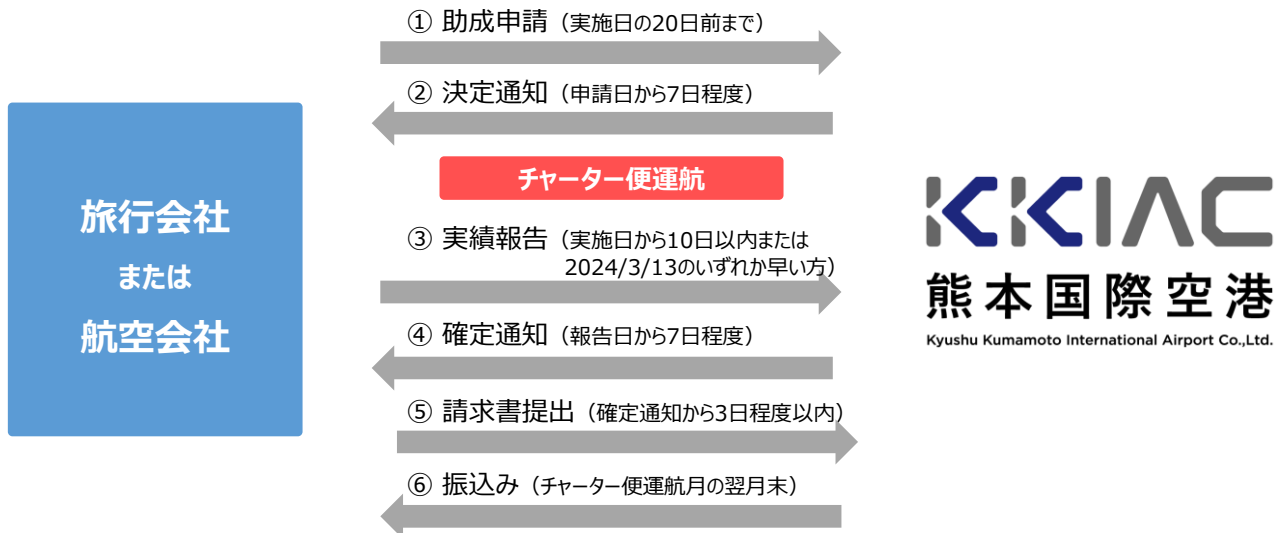 ① 助成申請（実施日の20日前まで）
② 決定通知（申請日から7日程度）
チャーター便運航
旅行会社
または
航空会社
③ 実績報告（実施日から10日以内または
2024/3/13のいずれか早い方）
④ 確定通知（報告日から7日程度）
⑤ 請求書提出（確定通知から3日程度以内）
⑥ 振込み（チャーター便運航月の翌月末）
KKIAC
熊本国際空港
Kyushu Kumamoto International Airport Co.,Ltd.